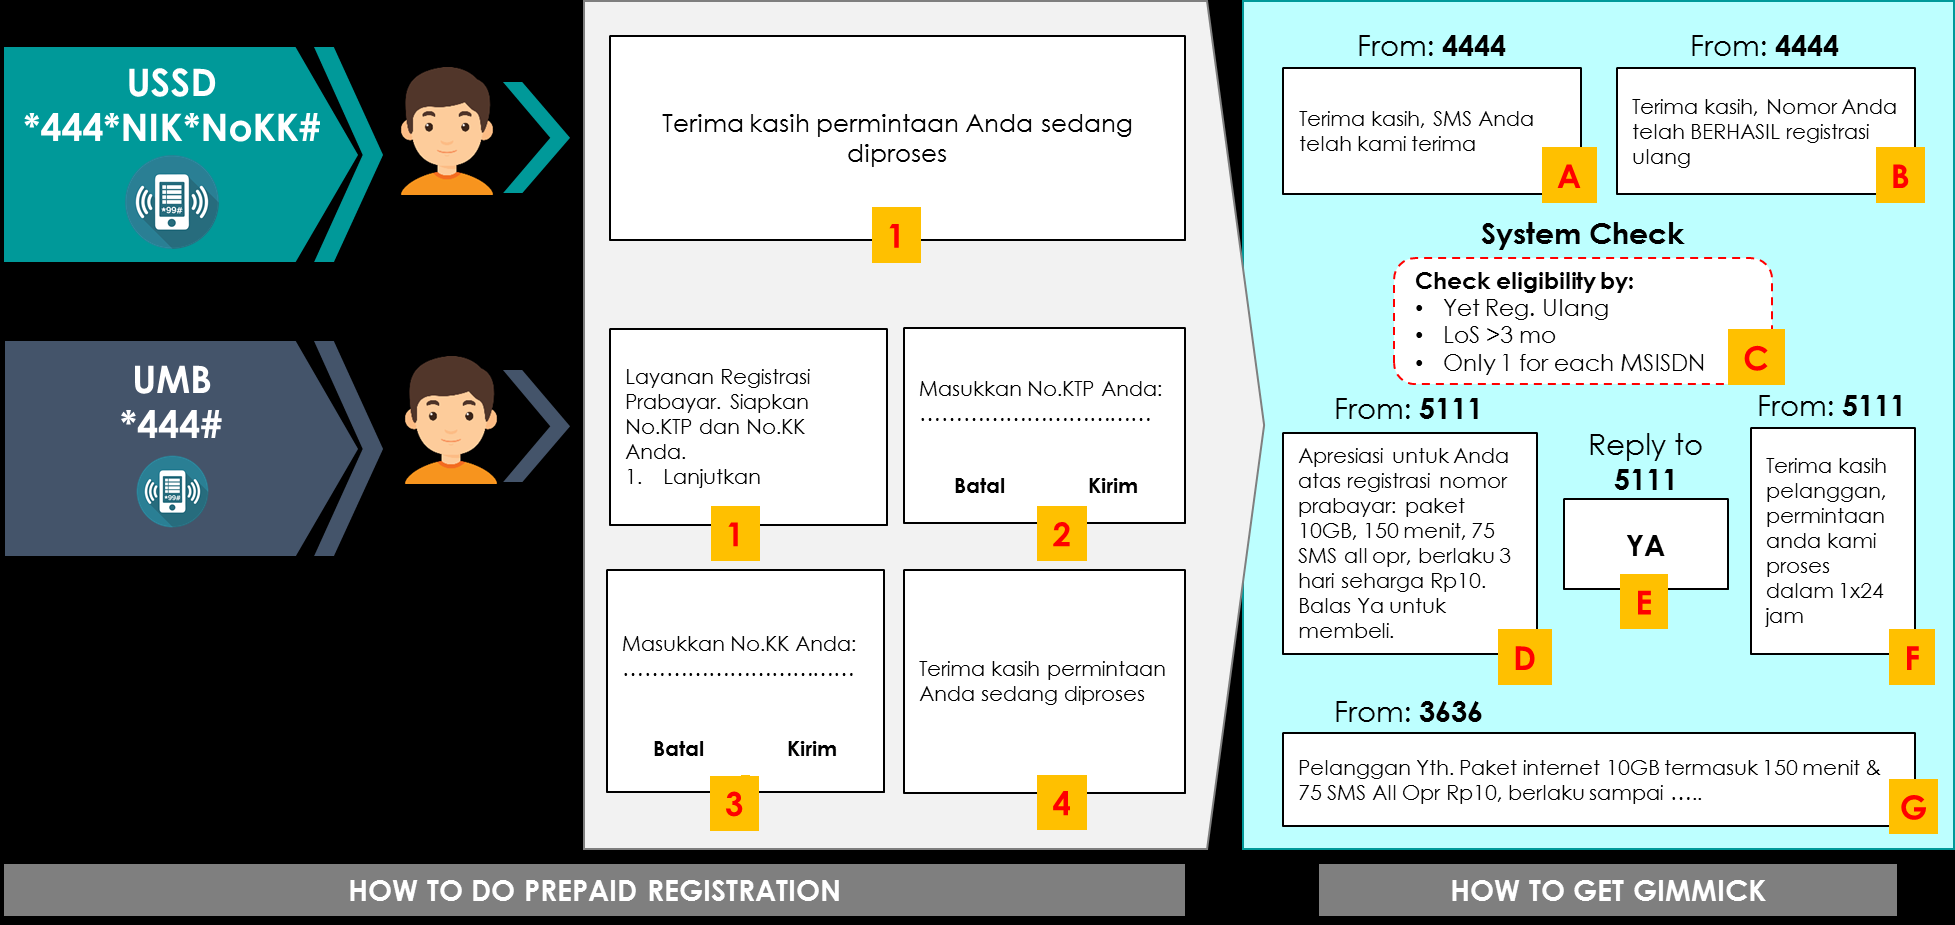 USSD
*444*NIK*NoKK#
*99#
UMB
*444#
*99#
Terima kasih permintaan Anda sedang
diproses
1
Layanan Registrasi
Prabayar. Siapkan
No.KTP dan No.KK
Anda.
1. Lanjutkan
1
Masukkan No.KTP Anda:
................................
Batal Kirim
2
Masukkan No.KK Anda:
................................
Batal Kirim
3
Terima kasih permintaan
Anda sedang diproses
4
HOW TO DO PREPAID REGISTRATION
From: 4444
Terima kasih, SMS Anda
telah kami terima
A
From: 4444
Terima kasih, Nomor Anda
telah BERHASIL registrasi
ulang
B
System Check
Check eligibility by:
• Yet Reg. Ulang
• LoS >3 mo
• Only 1 for each MSISDN
C
From: 5111
Apresiasi untuk Anda
atas registrasi nomor
prabayar: paket
10GB, 150 menit, 75
SMS all opr, berlaku 3
hari seharga Rp10.
Balas Ya untuk
membeli.
D
Reply to
5111
YA
E
From: 5111
Terima kasih
pelanggan,
permintaan
anda kami
proses
dalam 1x24
jam
F
From: 3636
Pelanggan Yth. Paket internet 10GB termasuk 150 menit &
75 SMS All Opr Rp10, berlaku sampai …..
G
HOW TO GET GIMMICK